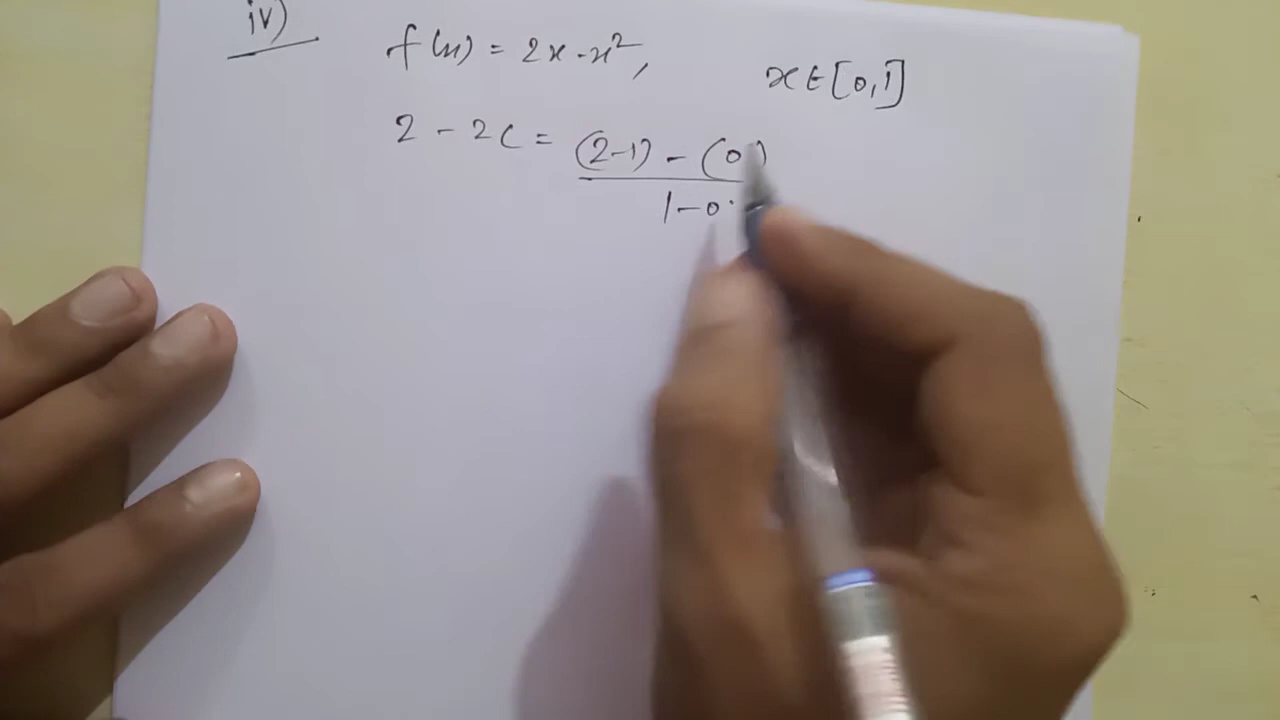 iv) f(x) = 2x - x², x ∈ [0,1]
2 - 2c = (2-1) - (0)
1-0